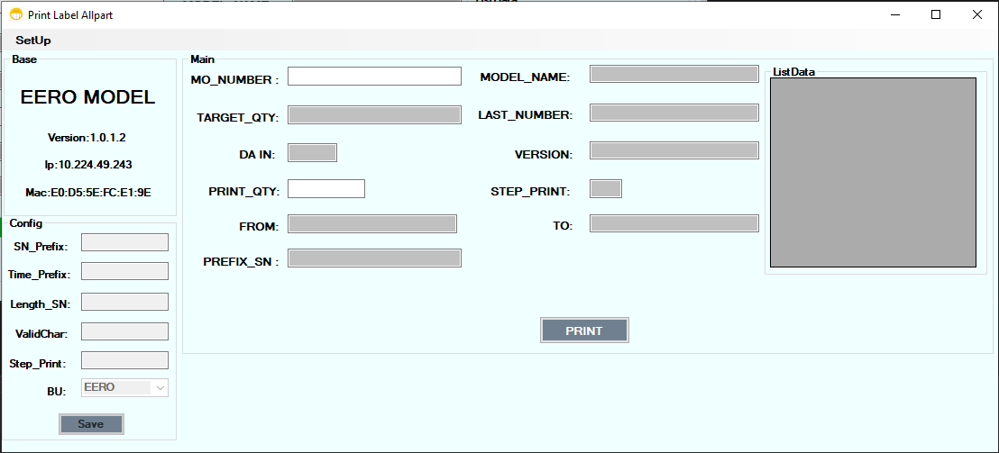 Print Label Allpart
SetUp
Base
EERO MODEL
Version:1.0.1.2
Ip:10.224.49.243
Mac:E0:D5:5E:FC:E1:9E
Config
SN_Prefix:
Time_Prefix:
Length_SN:
ValidChar:
Step_Print:
BU:
EERO
Save
Main
MO_NUMBER :
MODEL_NAME:
TARGET_QTY:
LAST_NUMBER:
DA IN:
VERSION:
PRINT_QTY:
STEP_PRINT:
FROM:
TO:
PREFIX_SN :
PRINT
ListData